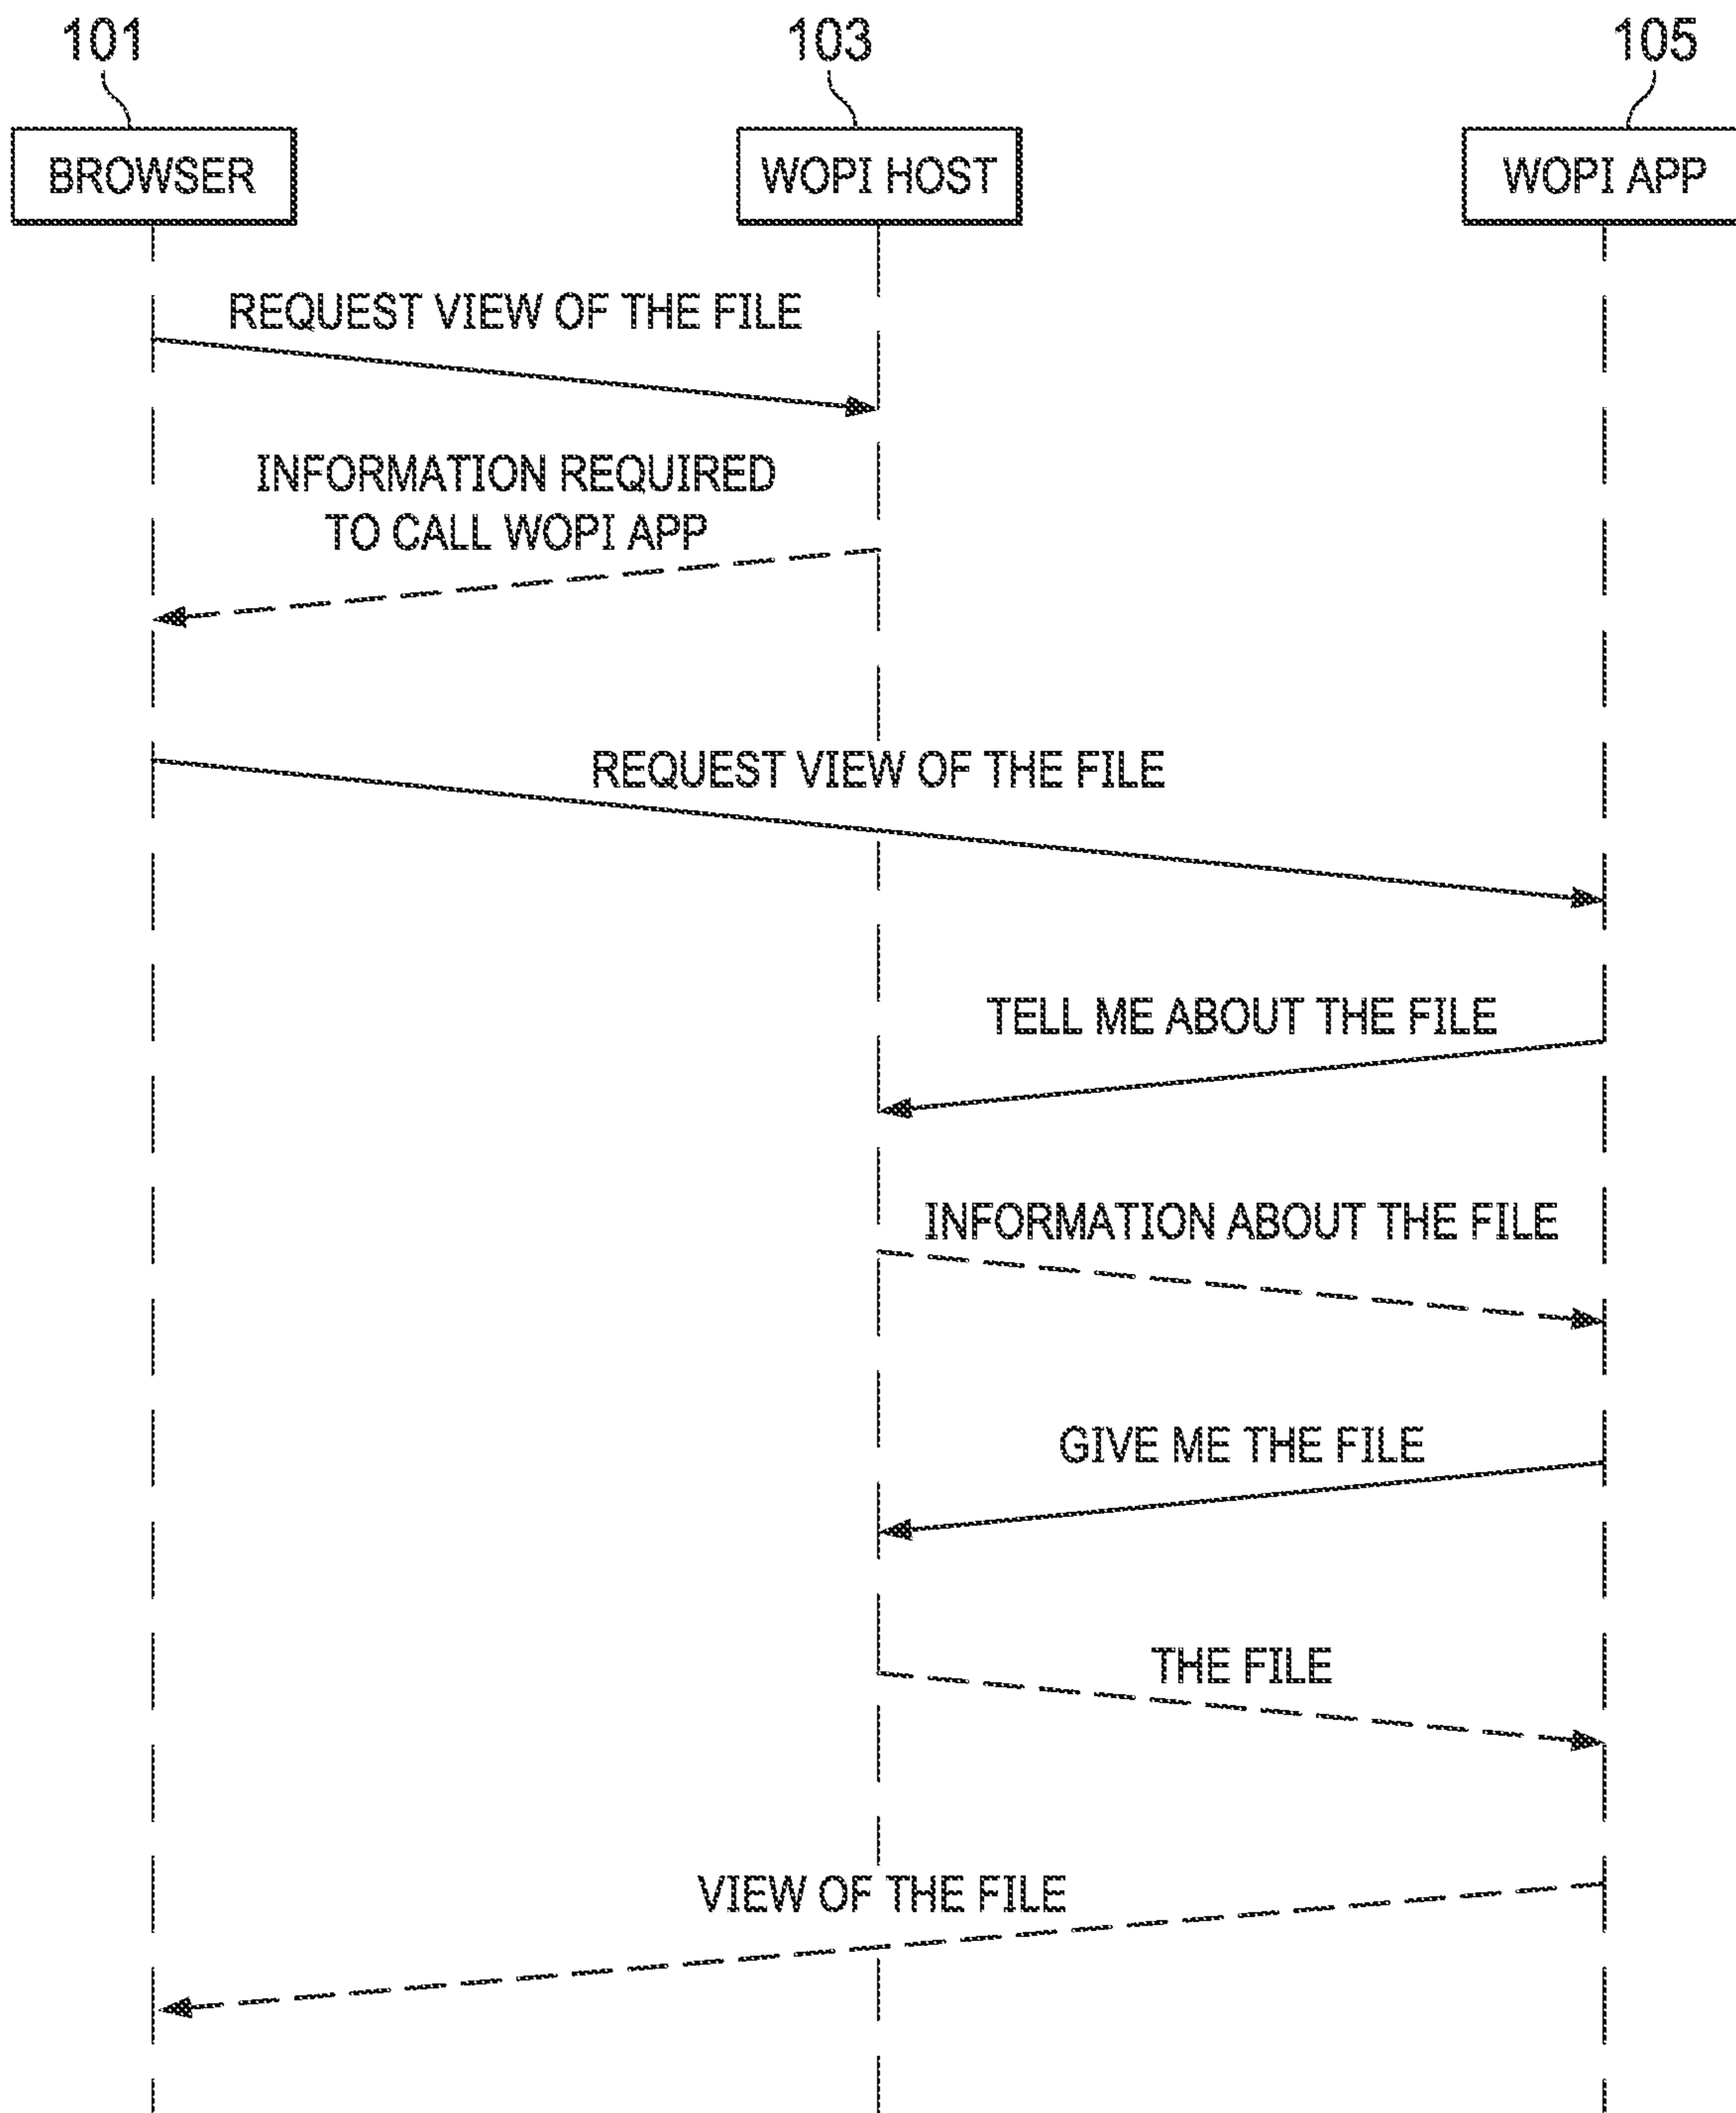 101
103
105
BROWSER
WOPI HOST
WOPI APP
REQUEST VIEW OF THE FILE
INFORMATION REQUIRED
TO CALL WOPI APP
REQUEST VIEW OF THE FILE
TELL ME ABOUT THE FILE
INFORMATION ABOUT THE FILE
GIVE ME THE FILE
THE FILE
VIEW OF THE FILE